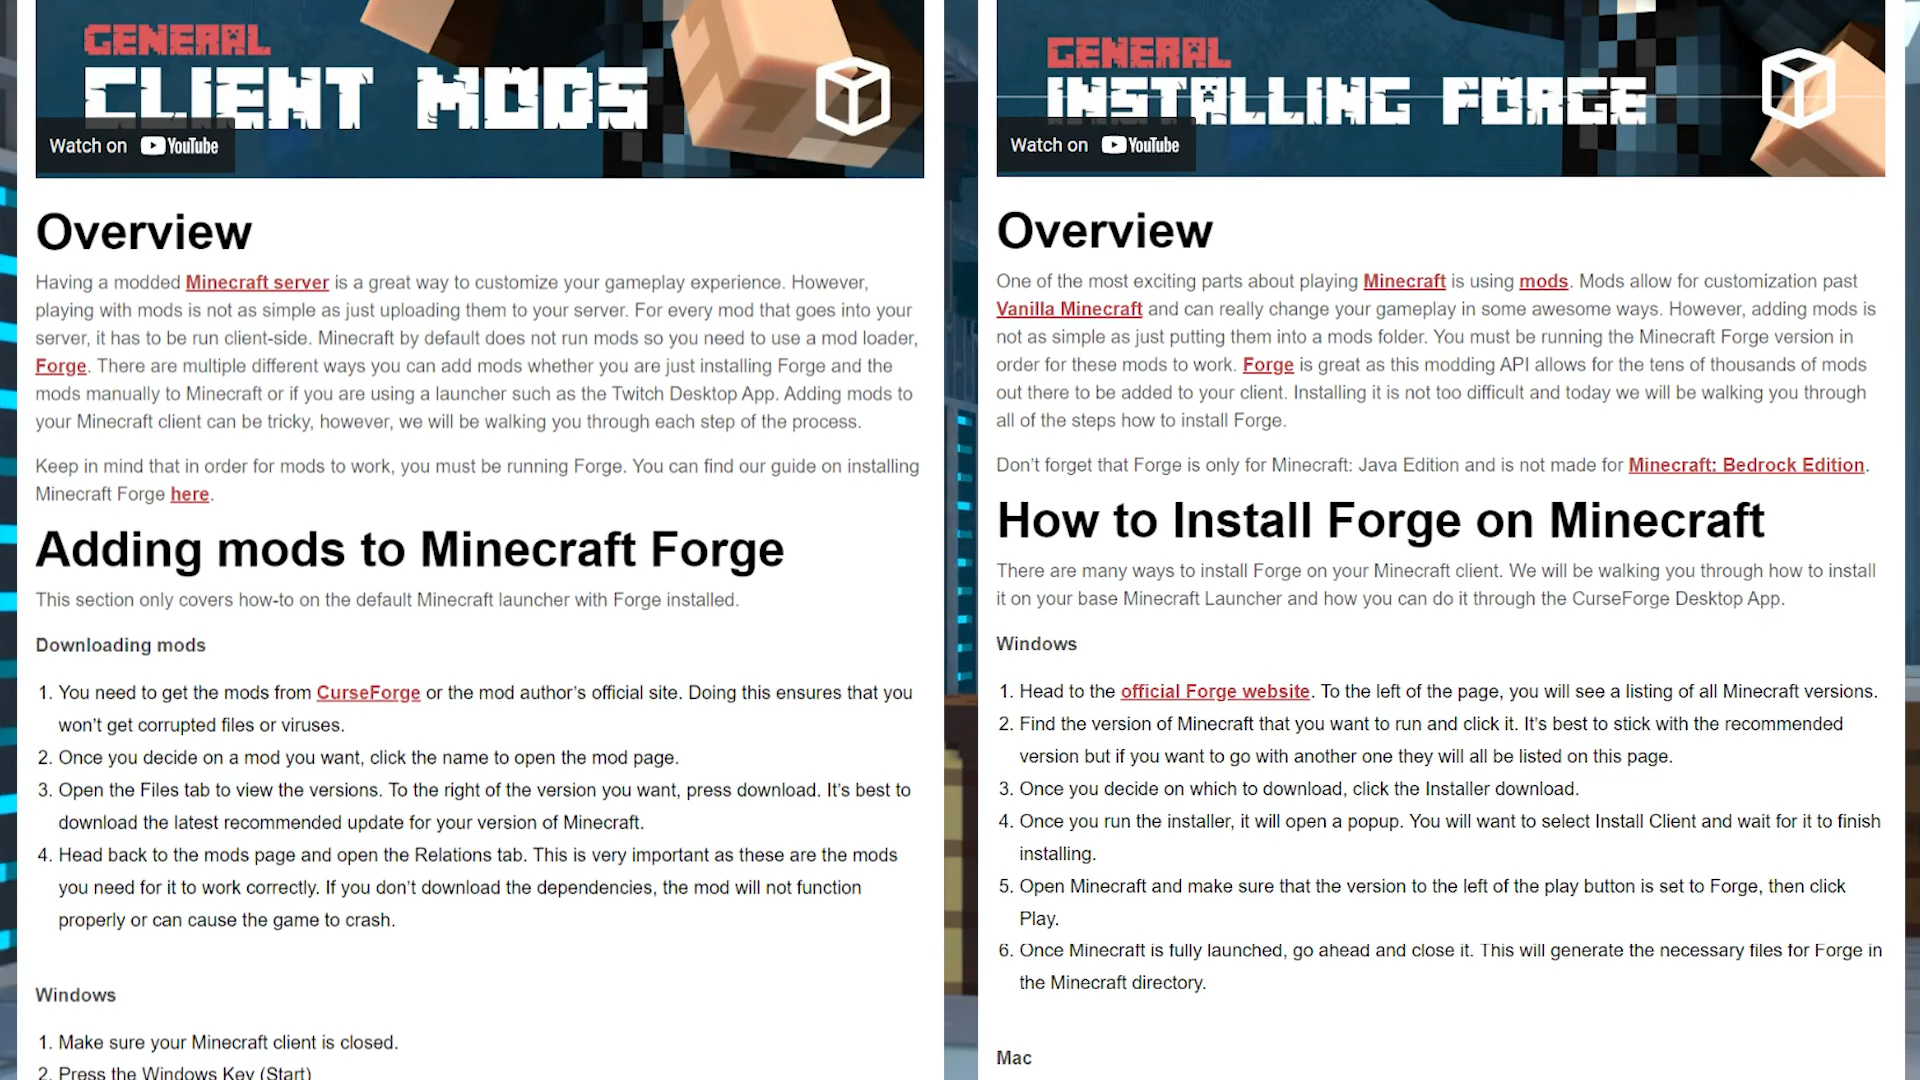 GENERAL
CLIENT MODS
Watch on YouTube
Overview
Having a modded Minecraft server is a great way to customize your gameplay experience. However,
playing with mods is not as simple as just uploading them to your server. For every mod that goes into your
server, it has to be run client-side. Minecraft by default does not run mods so you need to use a mod loader,
Forge. There are multiple different ways you can add mods whether you are just installing Forge and the
mods manually to Minecraft or if you are using a launcher such as the Twitch Desktop App. Adding mods to
your Minecraft client can be tricky, however, we will be walking you through each step of the process.
Keep in mind that in order for mods to work, you must be running Forge. You can find our guide on installing
Minecraft Forge here.
Adding mods to Minecraft Forge
This section only covers how-to on the default Minecraft launcher with Forge installed.
Downloading mods
1. You need to get the mods from CurseForge or the mod author's official site. Doing this ensures that you
won't get corrupted files or viruses.
2. Once you decide on a mod you want, click the name to open the mod page.
3. Open the Files tab to view the versions. To the right of the version you want, press download. It's best to
download the latest recommended update for your version of Minecraft.
4. Head back to the mods page and open the Relations tab. This is very important as these are the mods
you need for it to work correctly. If you don't download the dependencies, the mod will not function
properly or can cause the game to crash.
Windows
1. Make sure your Minecraft client is closed.
2. Press the Windows Key (Start)
GENERAL
INSTALLING FORGE
Watch on YouTube
Overview
One of the most exciting parts about playing Minecraft is using mods. Mods allow for customization past
Vanilla Minecraft and can really change your gameplay in some awesome ways. However, adding mods is
not as simple as just putting them into a mods folder. You must be running the Minecraft Forge version in
order for these mods to work. Forge is great as this modding API allows for the tens of thousands of mods
out there to be added to your client. Installing it is not too difficult and today we will be walking you through
all of the steps how to install Forge.
Don't forget that Forge is only for Minecraft: Java Edition and is not made for Minecraft: Bedrock Edition.
How to Install Forge on Minecraft
There are many ways to install Forge on your Minecraft client. We will be walking you through how to install
it on your base Minecraft Launcher and how you can do it through the CurseForge Desktop App.
Windows
1. Head to the official Forge website. To the left of the page, you will see a listing of all Minecraft versions.
2. Find the version of Minecraft that you want to run and click it. It's best to stick with the recommended
version but if you want to go with another one they will all be listed on this page.
3. Once you decide on which to download, click the Installer download.
4. Once you run the installer, it will open a popup. You will want to select Install Client and wait for it to finish
installing.
5. Open Minecraft and make sure that the version to the left of the play button is set to Forge, then click
Play.
6. Once Minecraft is fully launched, go ahead and close it. This will generate the necessary files for Forge in
the Minecraft directory.
Mac